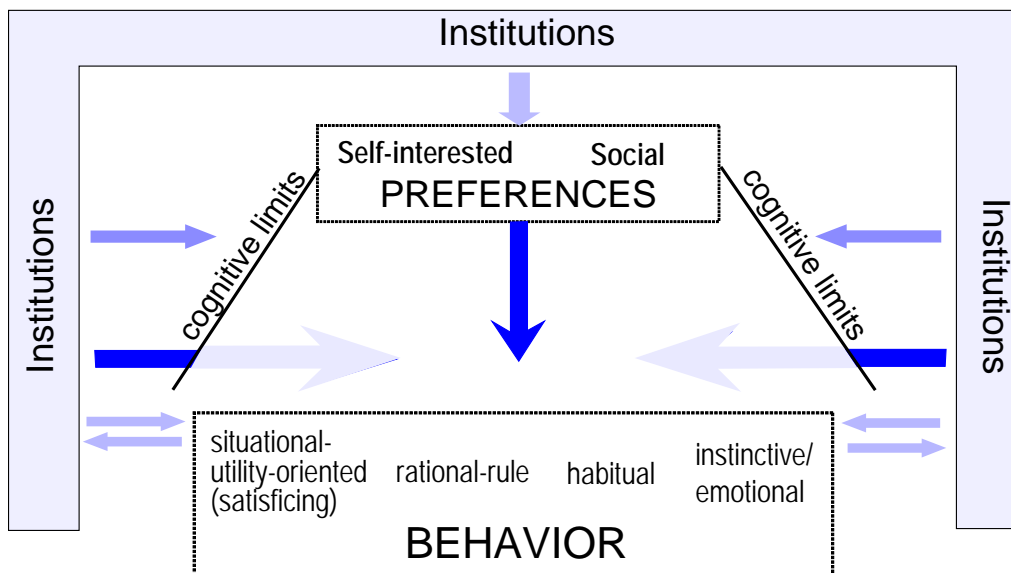 Institutions
Self-interested Social
PREFERENCES
cognitive limits
cognitive limits
Institutions
Institutions
situational-
utility-oriented
(satisficing)
rational-rule
habitual
instinctive/
emotional
BEHAVIOR